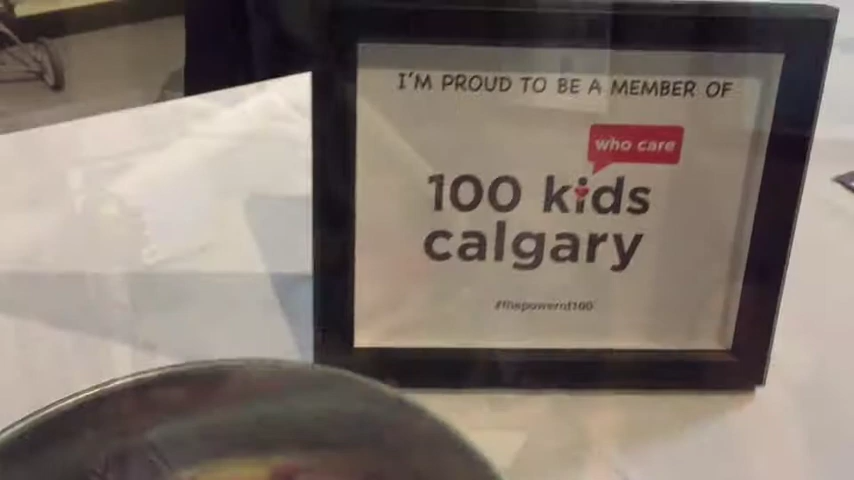 I'M PROUD TO BE A MEMBER OF
who care
100 kids
calgary
#thepowerof100